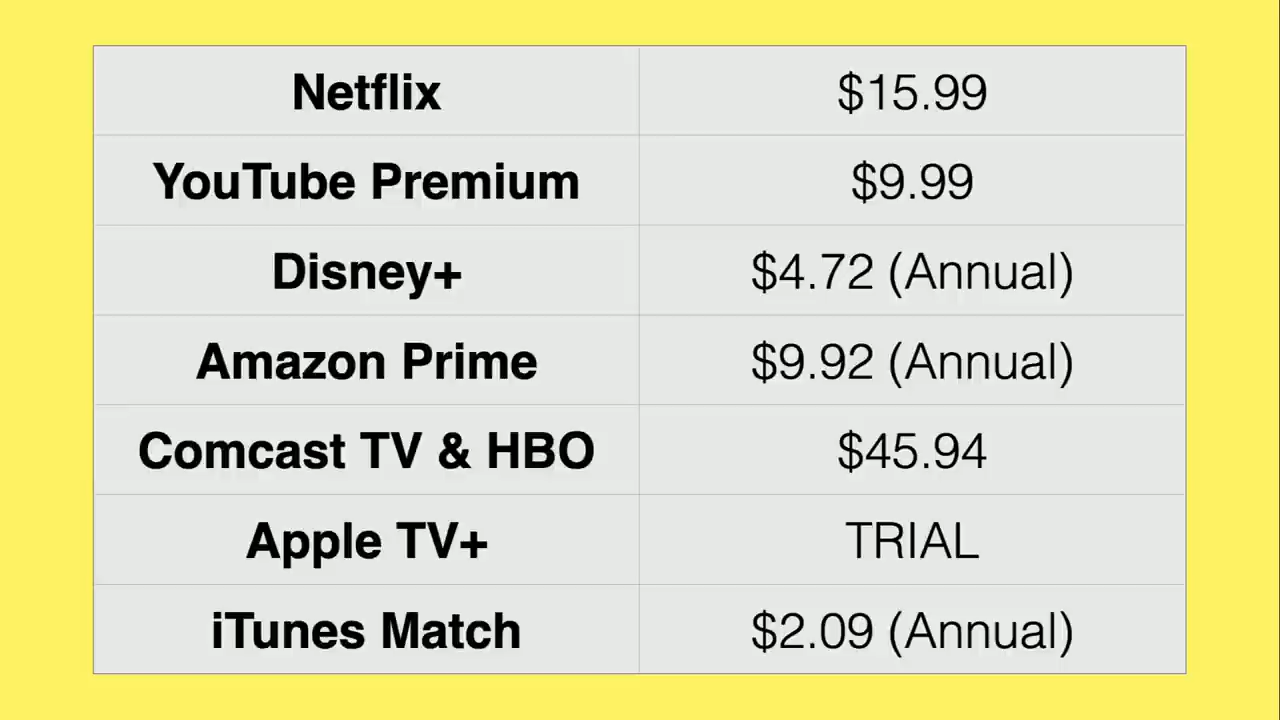 Netflix $15.99
YouTube Premium $9.99
Disney+ $4.72 (Annual)
Amazon Prime $9.92 (Annual)
Comcast TV & HBO $45.94
Apple TV+ TRIAL
iTunes Match $2.09 (Annual)